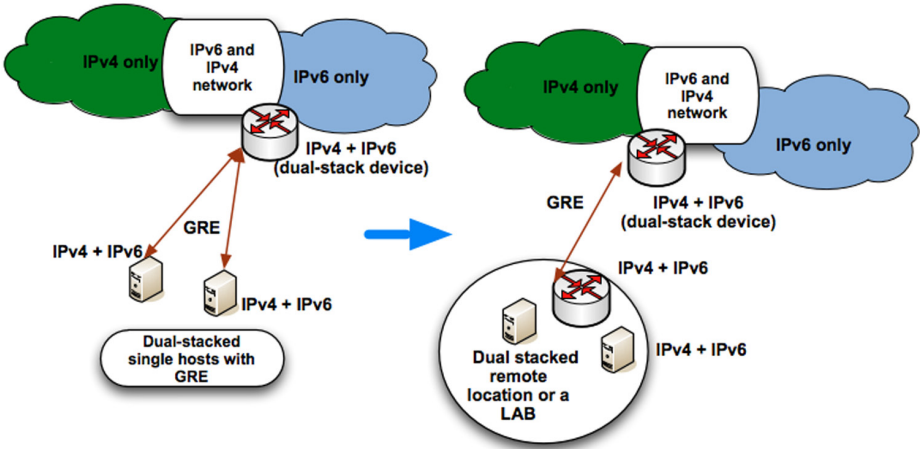 IPv4 only
IPv6 and
IPv4
network
IPv6 only
IPv4 + IPv6
(dual-stack device)
GRE
IPv4 + IPv6
IPv4 + IPv6
Dual-stacked
single hosts with
GRE
IPv4 only
IPv6 and
IPv4
network
IPv6 only
IPv4 + IPv6
(dual-stack device)
GRE
IPv4 + IPv6
IPv4 + IPv6
Dual stacked
remote
location or a
LAB